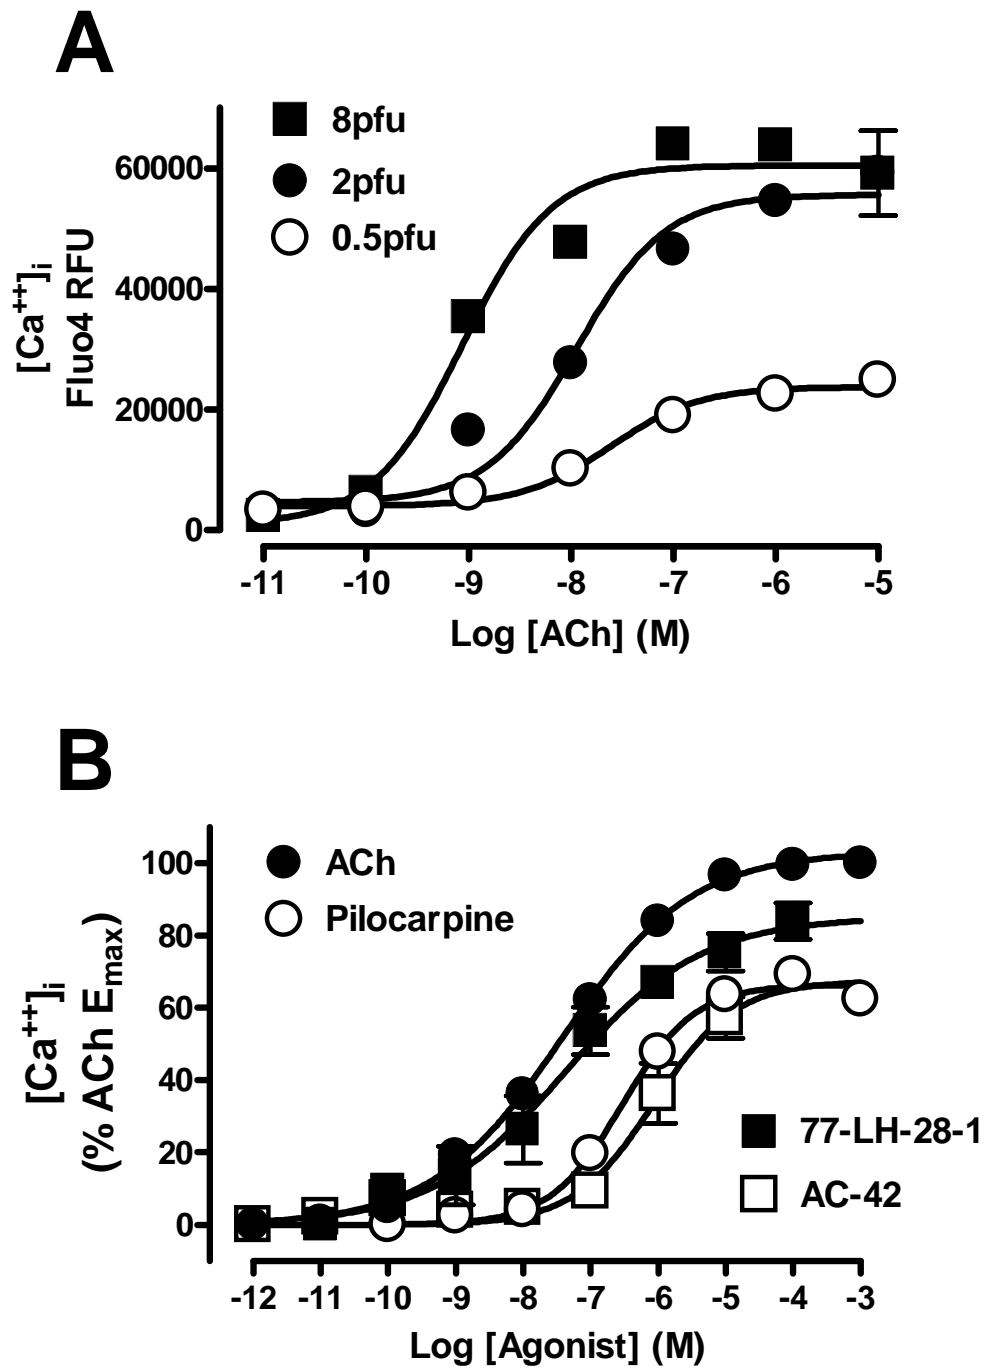 A
8pfu
2pfu
0.5pfu
[Ca++]i
Fluo4 RFU
60000
40000
20000
0
-11 -10 -9 -8 -7 -6 -5
Log [ACh] (M)
B
ACh
Pilocarpine
[Ca++]i
(% ACh Emax)
100
80
60
40
20
0
77-LH-28-1
AC-42
-12 -11 -10 -9 -8 -7 -6 -5 -4 -3
Log [Agonist] (M)